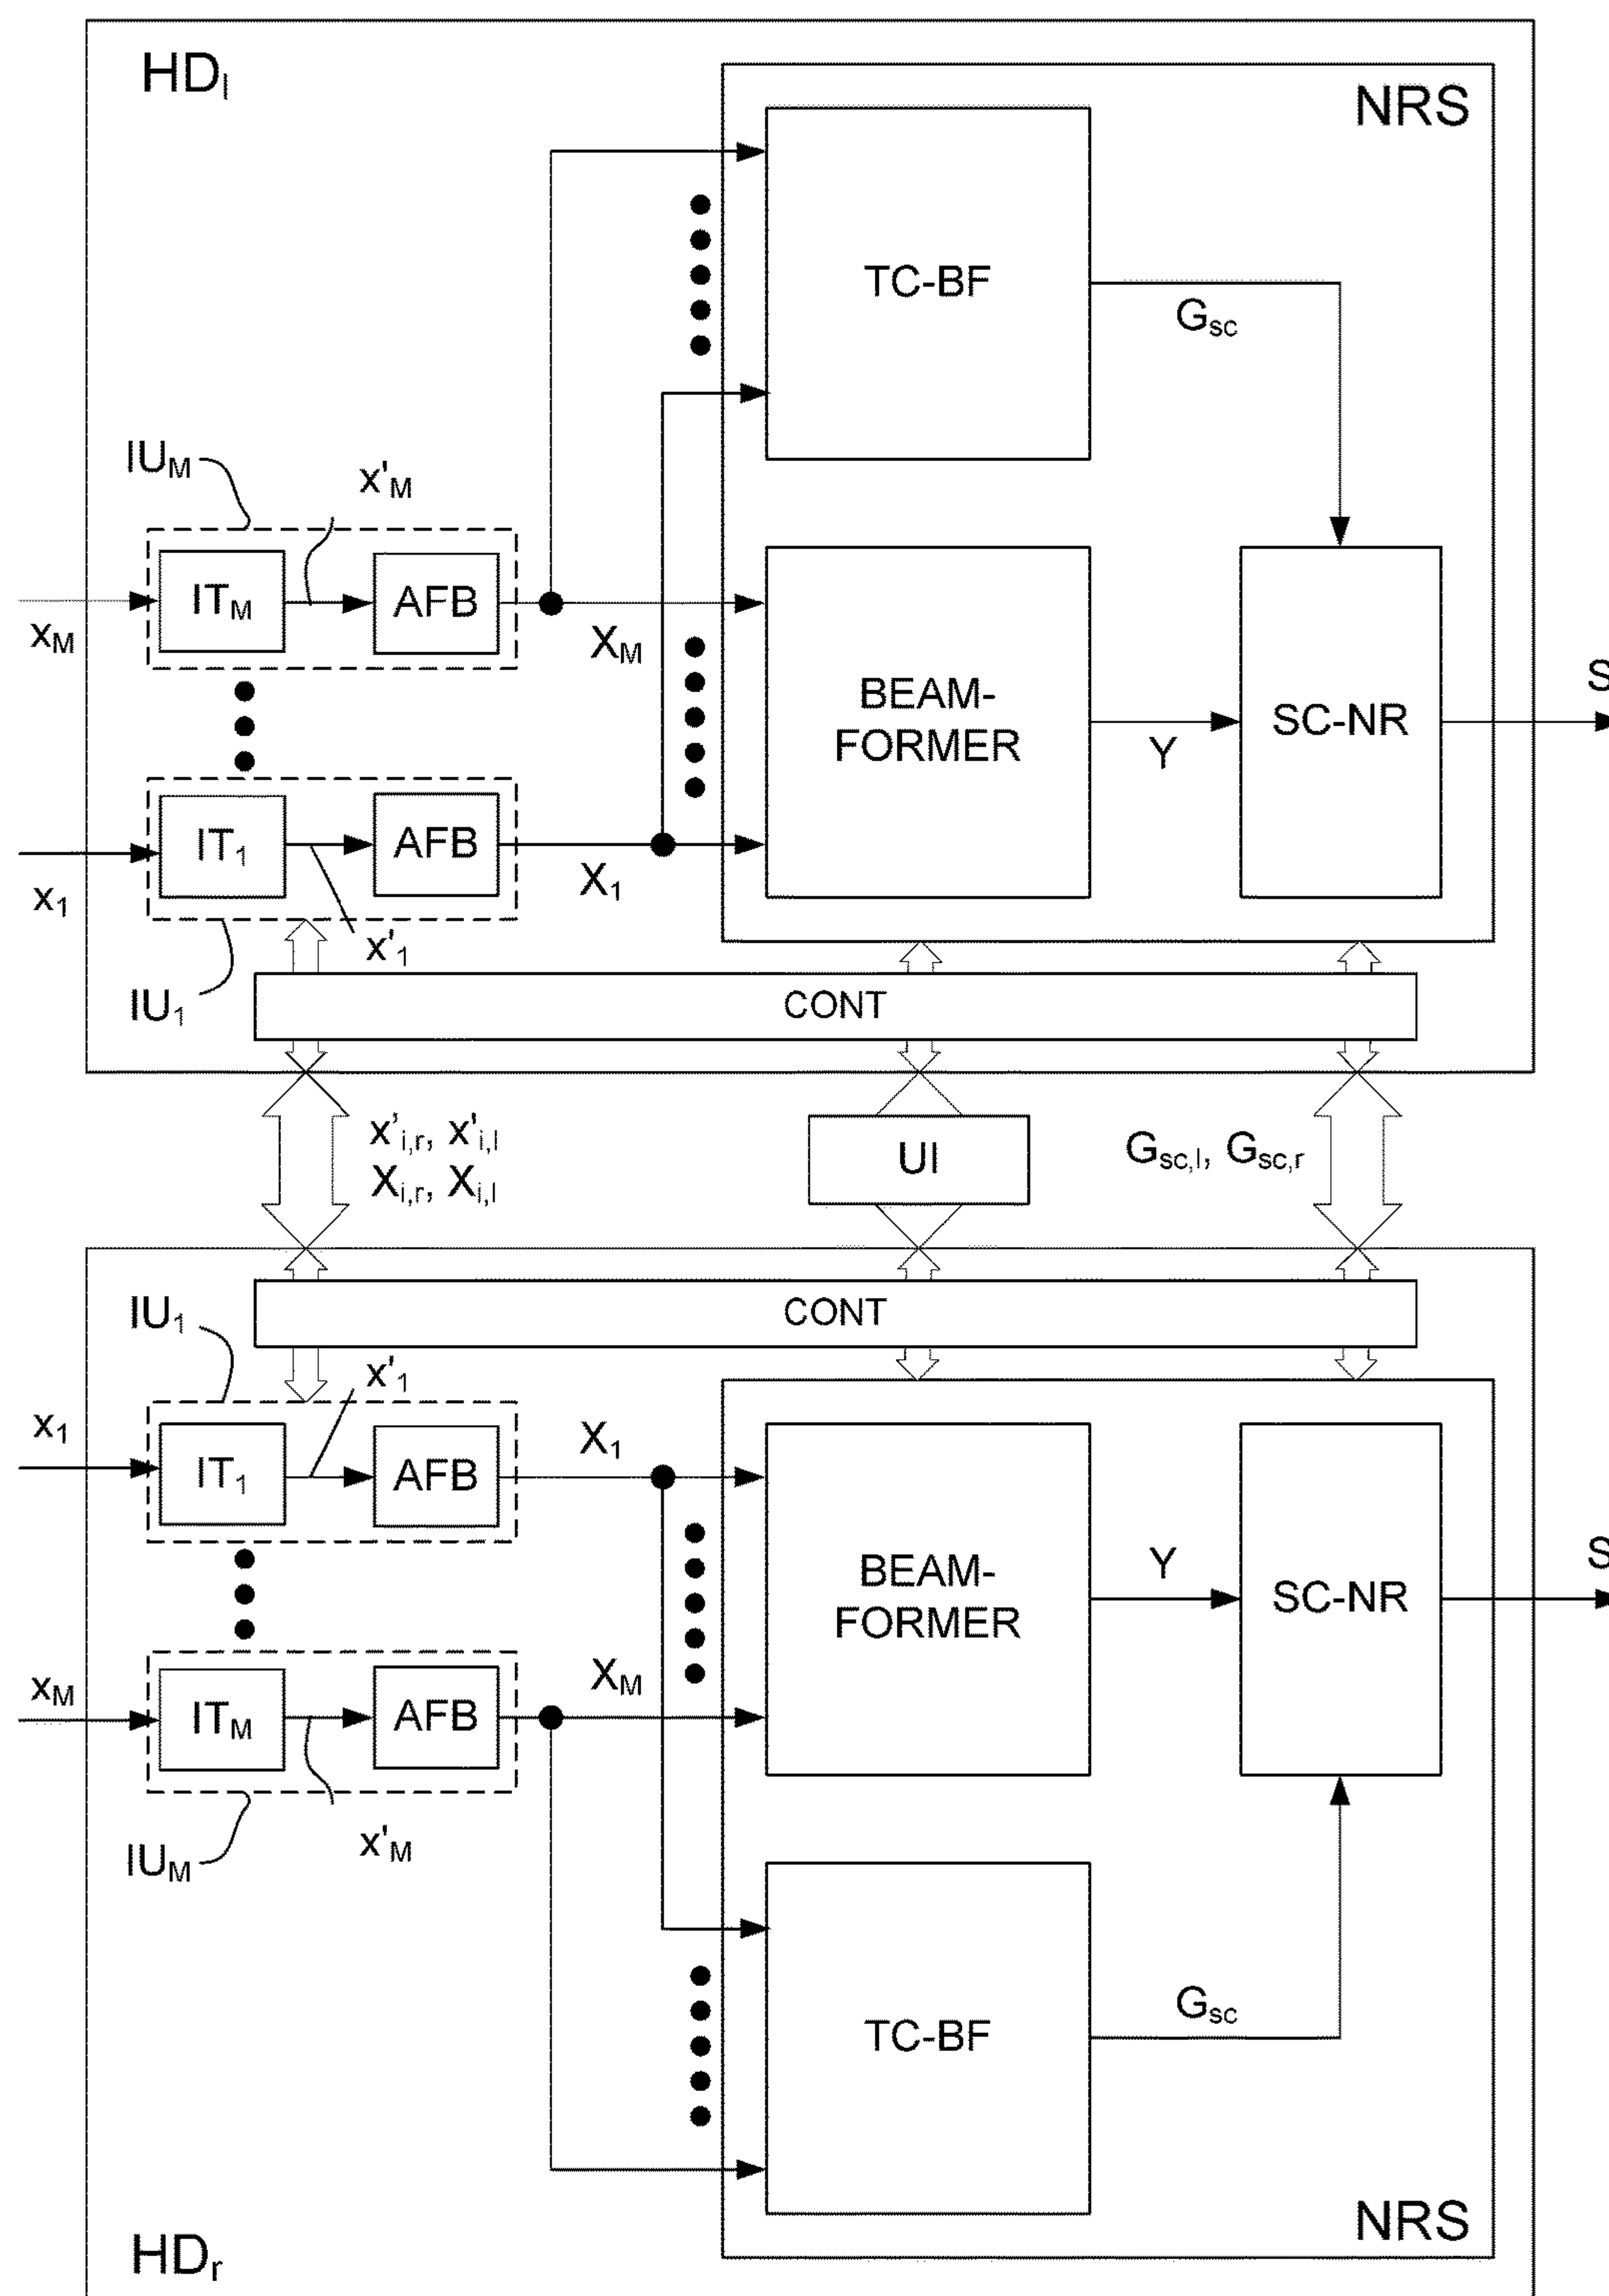 HDl
NRS
TC-BF
Gsc
IUM
x'M
ITM
AFB
xM
XM
BEAM-
FORMER
Y
SC-NR
S
IT1
AFB
x1
X1
x'1
IU1
CONT
x'i,r, x'i,l
Xi,r, Xi,l
UI
Gsc,l, Gsc,r
CONT
IU1
x'1
x1
X1
IT1
AFB
BEAM-
FORMER
Y
SC-NR
S
xM
XM
ITM
AFB
IUM
x'M
TC-BF
Gsc
HDr
NRS